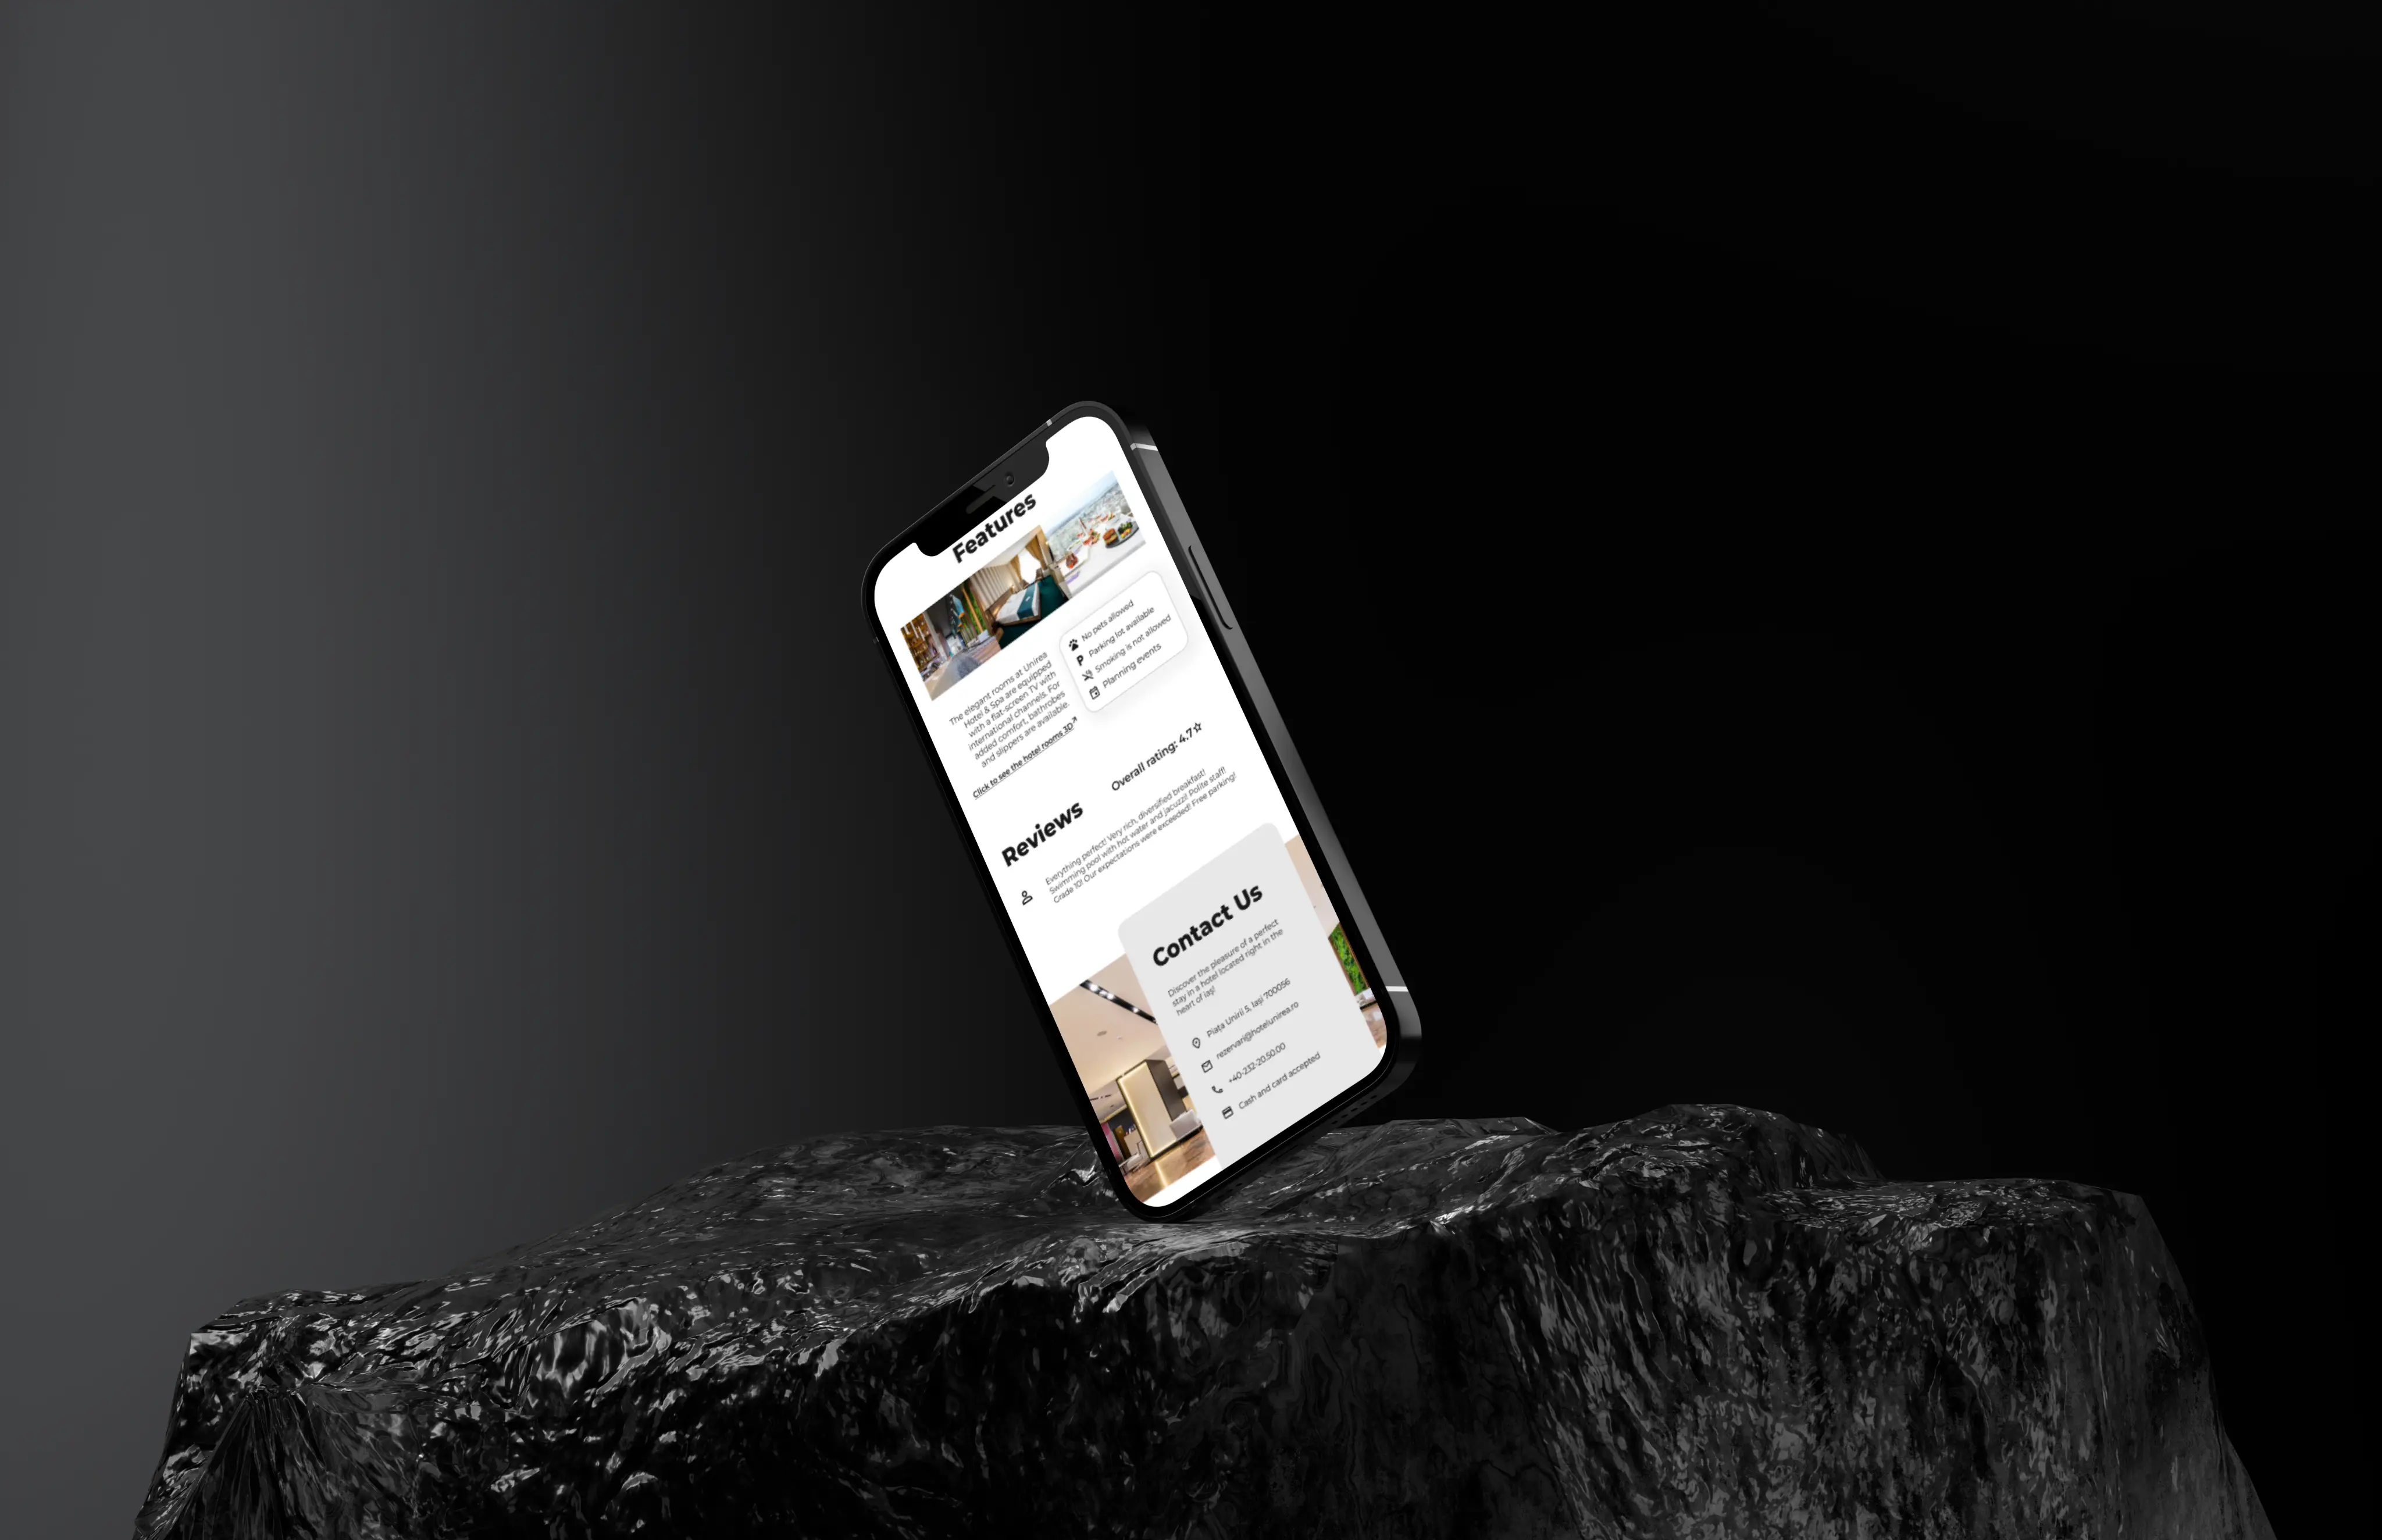 Features
The elegant rooms at Unirea
Hotel & Spa are equipped
with a flat-screen TV with
international channels. For
added comfort, bathrobes
and slippers are available.
Click to see the hotel rooms 3D
No pets allowed
P Parking lot available
Smoking is not allowed
Planning events
Reviews
Overall rating: 4.7
Everything perfect! Very rich, diversified breakfast!
Swimming pool with hot water and jacuzzi! Polite staff!
Grade 10! Our expectations were exceeded! Free parking!
Contact Us
Discover the pleasure of a perfect
stay in a hotel located right in the
heart of Iași!
Piața Unirii 5, Iași 700056
rezervari@hotelunirea.ro
+40-232-20.50.00
Cash and card accepted